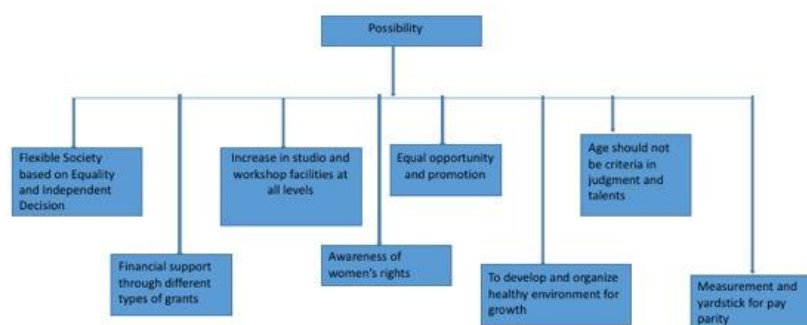 Possibility
Flexible Society
based on Equality
and Independent
Decision
Financial support
through different
types of grants
Increase in studio and
workshop facilities at
all levels
Awareness of
women's rights
Equal opportunity
and promotion
To develop and organize
healthy environment for
growth
Age should not
be criteria in
judgment and
talents
Measurement and
yardstick for pay
parity